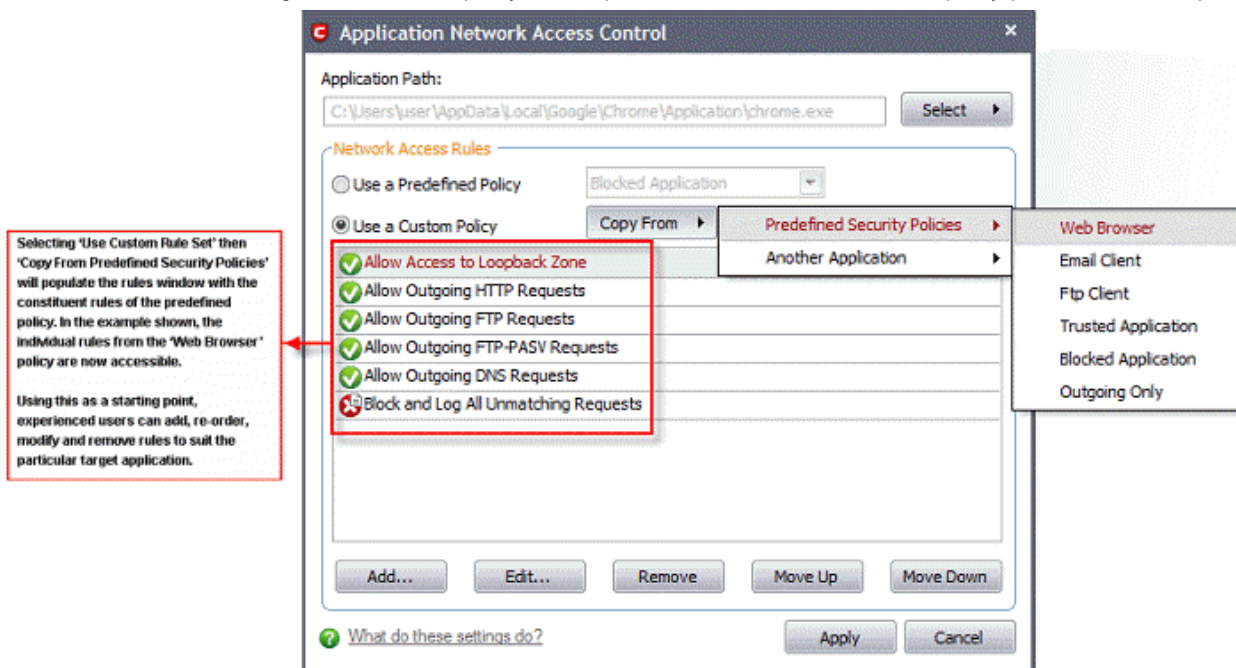 Application Network Access Control
Application Path:
C:\Users\user\AppData\Local\Google\Chrome\Application\chrome.exe
Select
Network Access Rules
Use a Predefined Policy
Blocked Application
Use a Custom Policy
Copy From
Predefined Security Policies
Another Application
Web Browser
Email Client
Ftp Client
Trusted Application
Blocked Application
Outgoing Only
Allow Access to Loopback Zone
Allow Outgoing HTTP Requests
Allow Outgoing FTP Requests
Allow Outgoing FTP-PASV Requests
Allow Outgoing DNS Requests
Block and Log All Unmatching Requests
Selecting 'Use Custom Rule Set' then
'Copy From Predefined Security Policies'
will populate the rules window with the
constituent rules of the predefined
policy. In the example shown, the
individual rules from the 'Web Browser'
policy are now accessible.
Using this as a starting point,
experienced users can add, re-order,
modify and remove rules to suit the
particular target application.
Add...
Edit...
Remove
Move Up
Move Down
What do these settings do?
Apply
Cancel